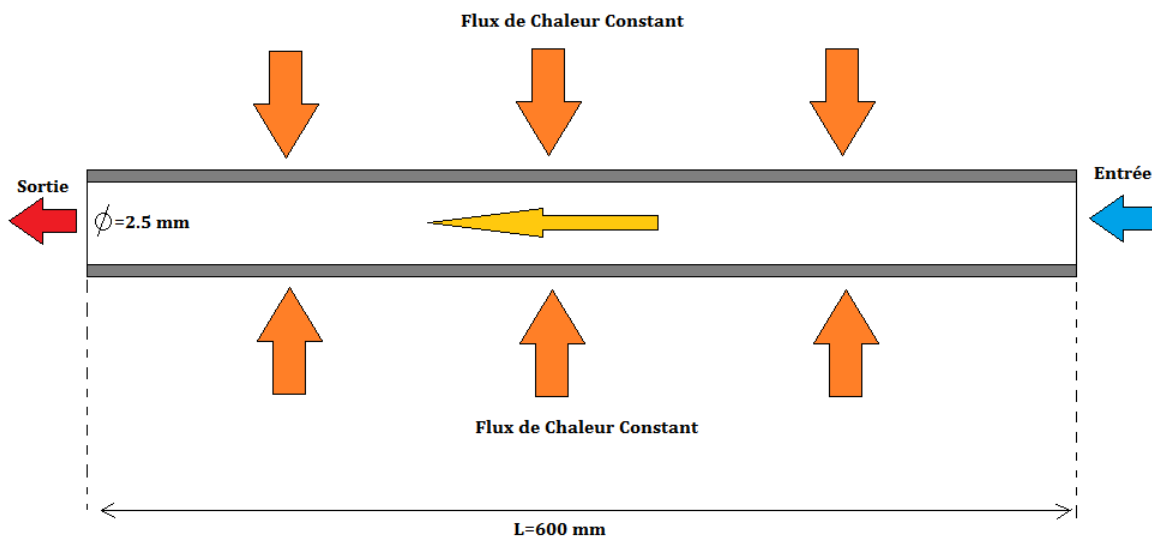 Flux de Chaleur Constant
Sortie
Entrée
ϕ=2.5 mm
Flux de Chaleur Constant
L=600 mm